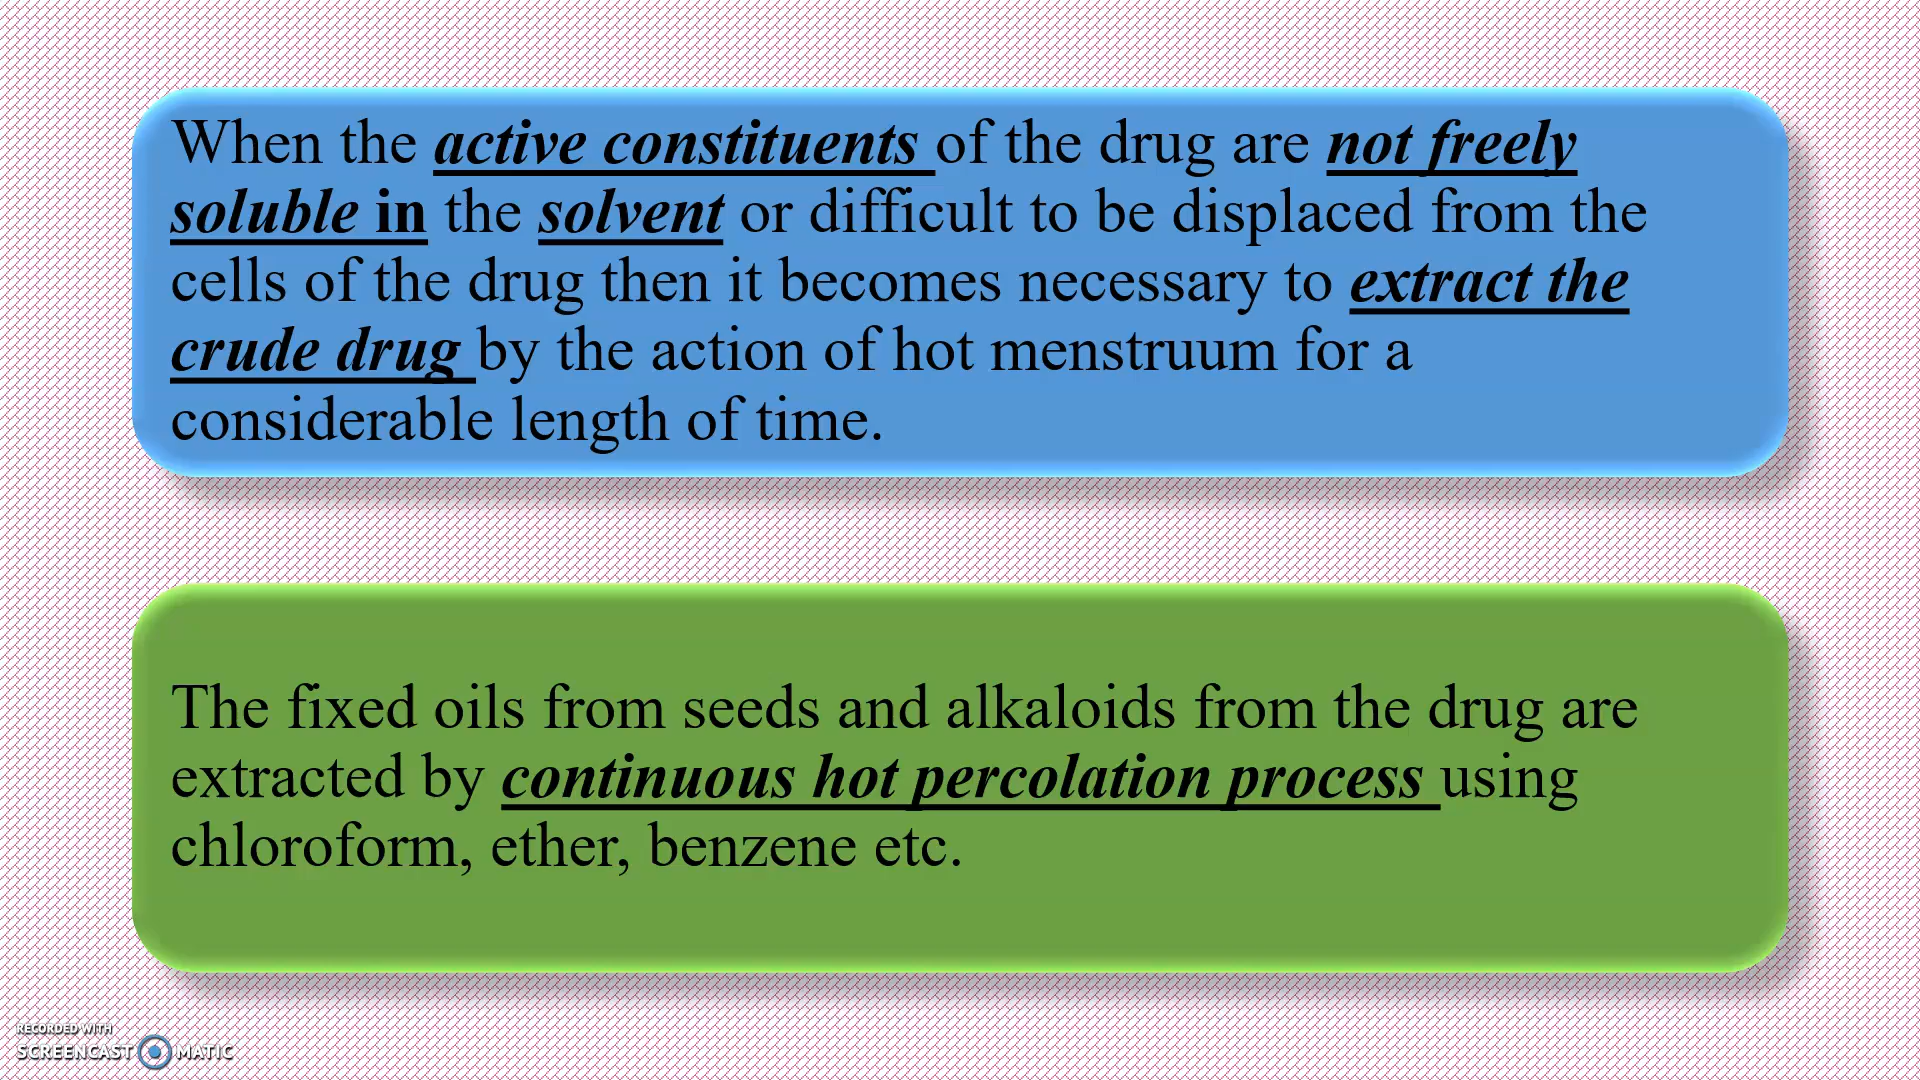 When the active constituents of the drug are not freely
soluble in the solvent or difficult to be displaced from the
cells of the drug then it becomes necessary to extract the
crude drug by the action of hot menstruum for a
considerable length of time.
The fixed oils from seeds and alkaloids from the drug are
extracted by continuous hot percolation process using
chloroform, ether, benzene etc.
RECORDED WITH
SCREENCAST MATIC